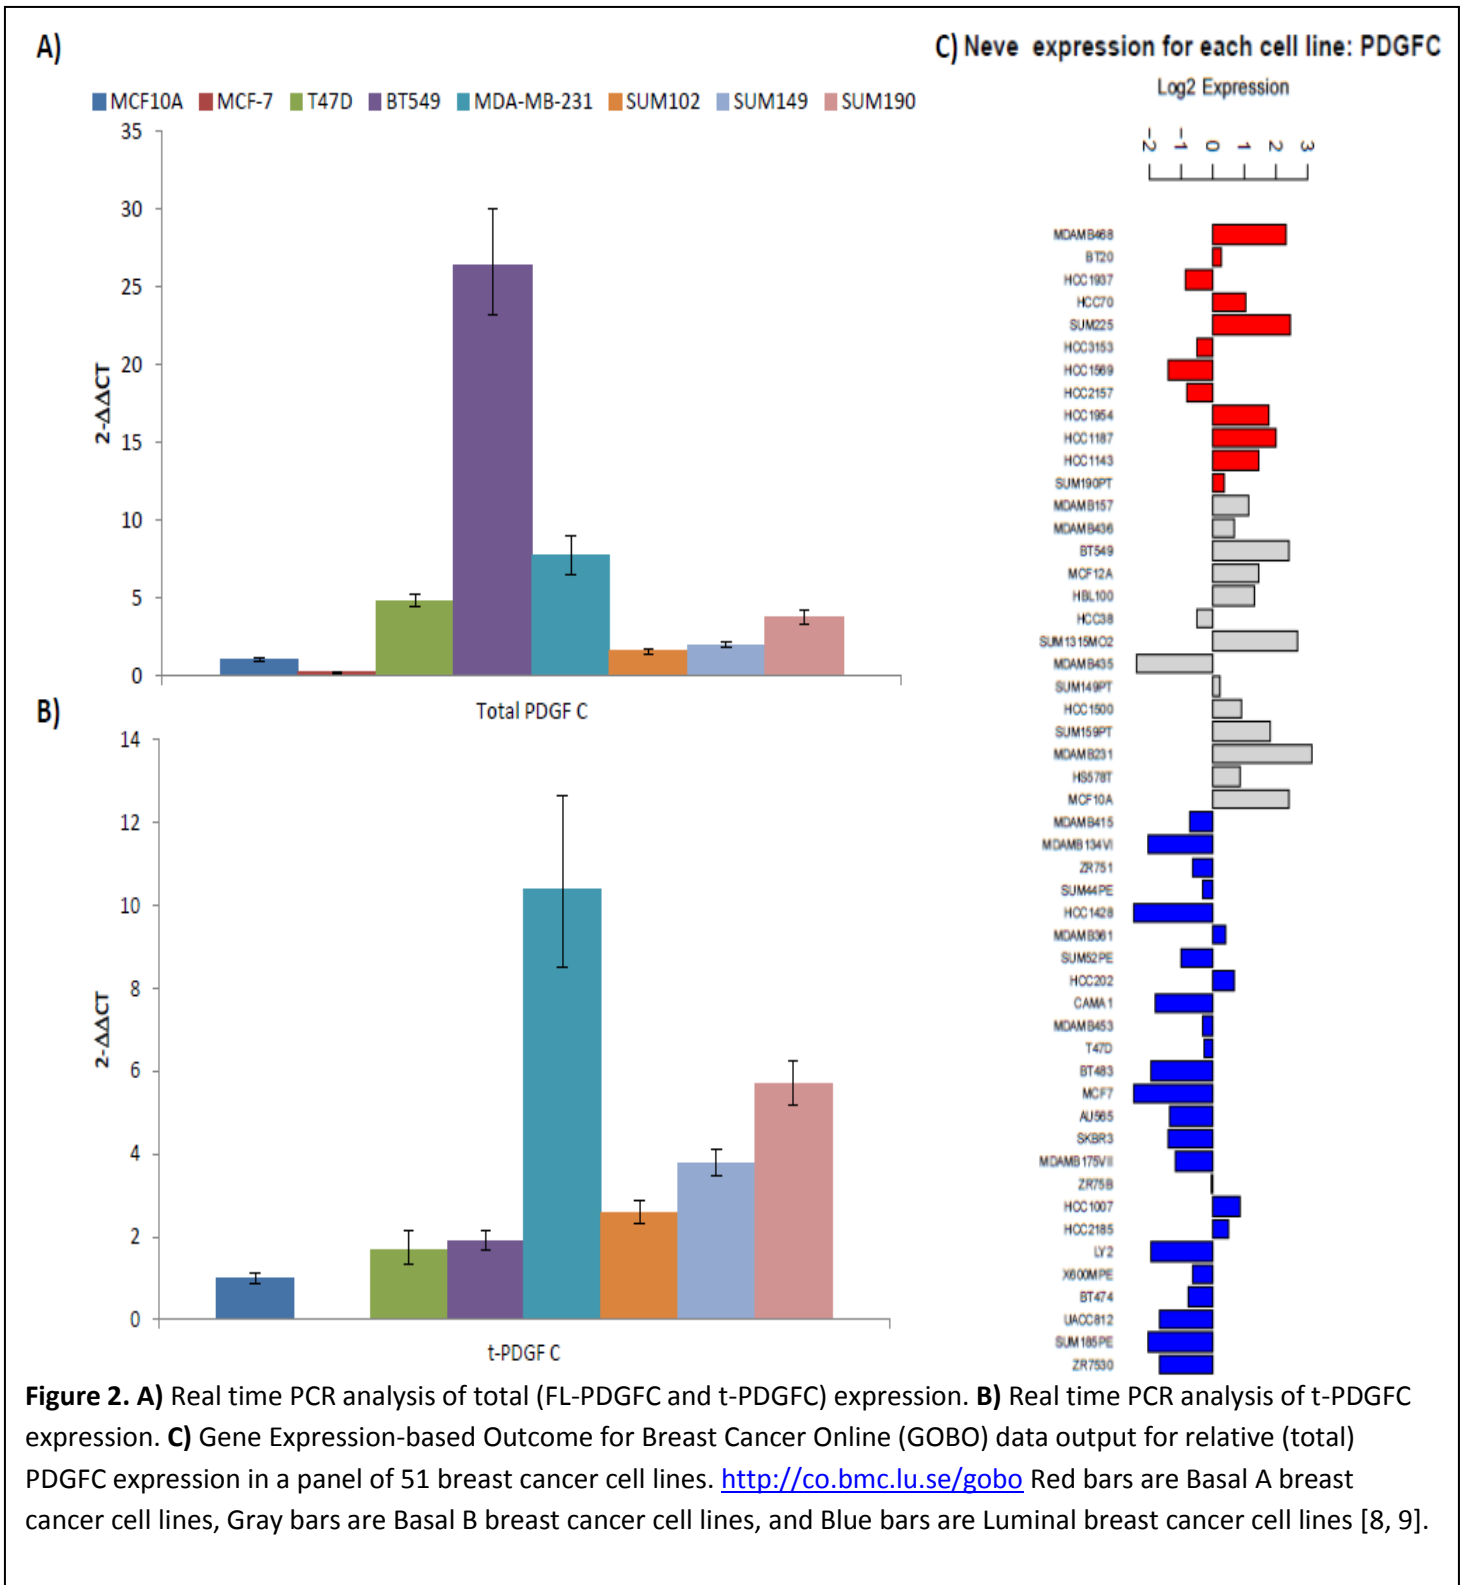 A)
MCF10A MCF-7 T47D BT549 MDA-MB-231 SUM102 SUM149 SUM190
35
30
25
20
15
10
5
0
2-ΔΔCT
Total PDGF C
B)
14
12
10
8
6
4
2
0
2-ΔΔCT
t-PDGF C
C) Neve expression for each cell line: PDGFC
Log2 Expression
-2 -1 0 1 2 3
MDAMB468
BT20
HCC1937
HCC70
SUM225
HCC3153
HCC1569
HCC2157
HCC1954
HCC1187
HCC1143
SUM190PT
MDAMB157
MDAMB436
BT549
MCF12A
HBL100
HCC38
SUM1315MO2
MDAMB435
SUM149PT
HCC1500
SUM159PT
MDAMB231
HS578T
MCF10A
MDAMB415
MDAMB134VI
ZR751
SUM44PE
HCC1428
MDAMB361
SUM52PE
HCC202
CAMA1
MDAMB453
T47D
BT483
MCF7
AU565
SKBR3
MDAMB175VII
ZR75B
HCC1007
HCC2185
LY2
X600MPE
BT474
UACC812
SUM185PE
ZR7530
Figure 2. A) Real time PCR analysis of total (FL-PDGFC and t-PDGFC) expression. B) Real time PCR analysis of t-PDGFC
expression. C) Gene Expression-based Outcome for Breast Cancer Online (GOBO) data output for relative (total)
PDGFC expression in a panel of 51 breast cancer cell lines. http://co.bmc.lu.se/gobo Red bars are Basal A breast
cancer cell lines, Gray bars are Basal B breast cancer cell lines, and Blue bars are Luminal breast cancer cell lines [8, 9].